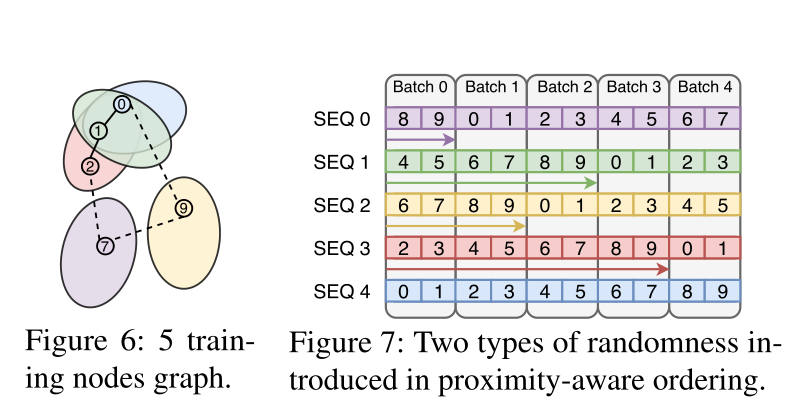 0
1
2
9
7
Figure 6: 5 train-
ing nodes graph.
Batch 0 Batch 1 Batch 2 Batch 3 Batch 4
SEQ 0 8 9 0 1 2 3 4 5 6 7
SEQ 1 4 5 6 7 8 9 0 1 2 3
SEQ 2 6 7 8 9 0 1 2 3 4 5
SEQ 3 2 3 4 5 6 7 8 9 0 1
SEQ 4 0 1 2 3 4 5 6 7 8 9
Figure 7: Two types of randomness in-
troduced in proximity-aware ordering.